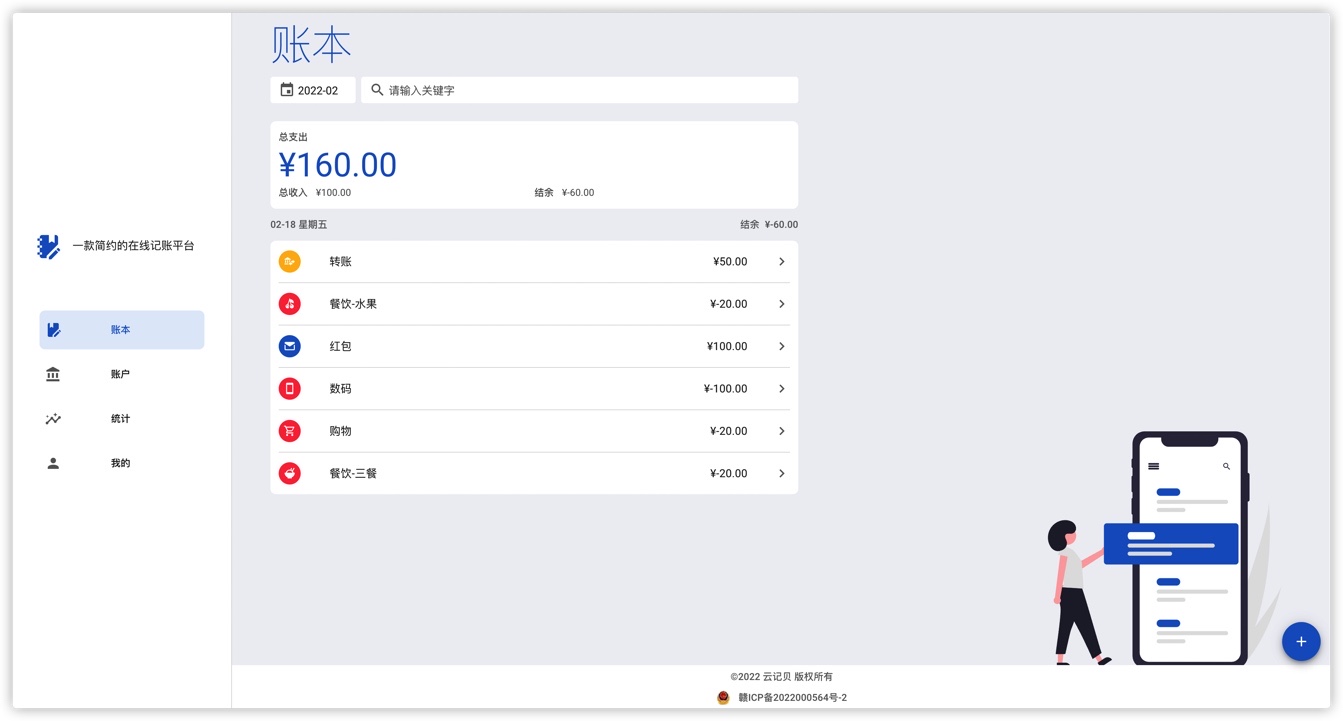 账本
2022-02 请输入关键字
总支出
¥160.00
总收入 ¥100.00 结余 ¥-60.00
02-18 星期五 结余 ¥-60.00
一款简约的在线记账平台
账本
账户
统计
我的
转账 ¥50.00
餐饮-水果 ¥-20.00
红包 ¥100.00
数码 ¥-100.00
购物 ¥-20.00
餐饮-三餐 ¥-20.00
©2022 云记贝 版权所有
赣ICP备2022000564号-2